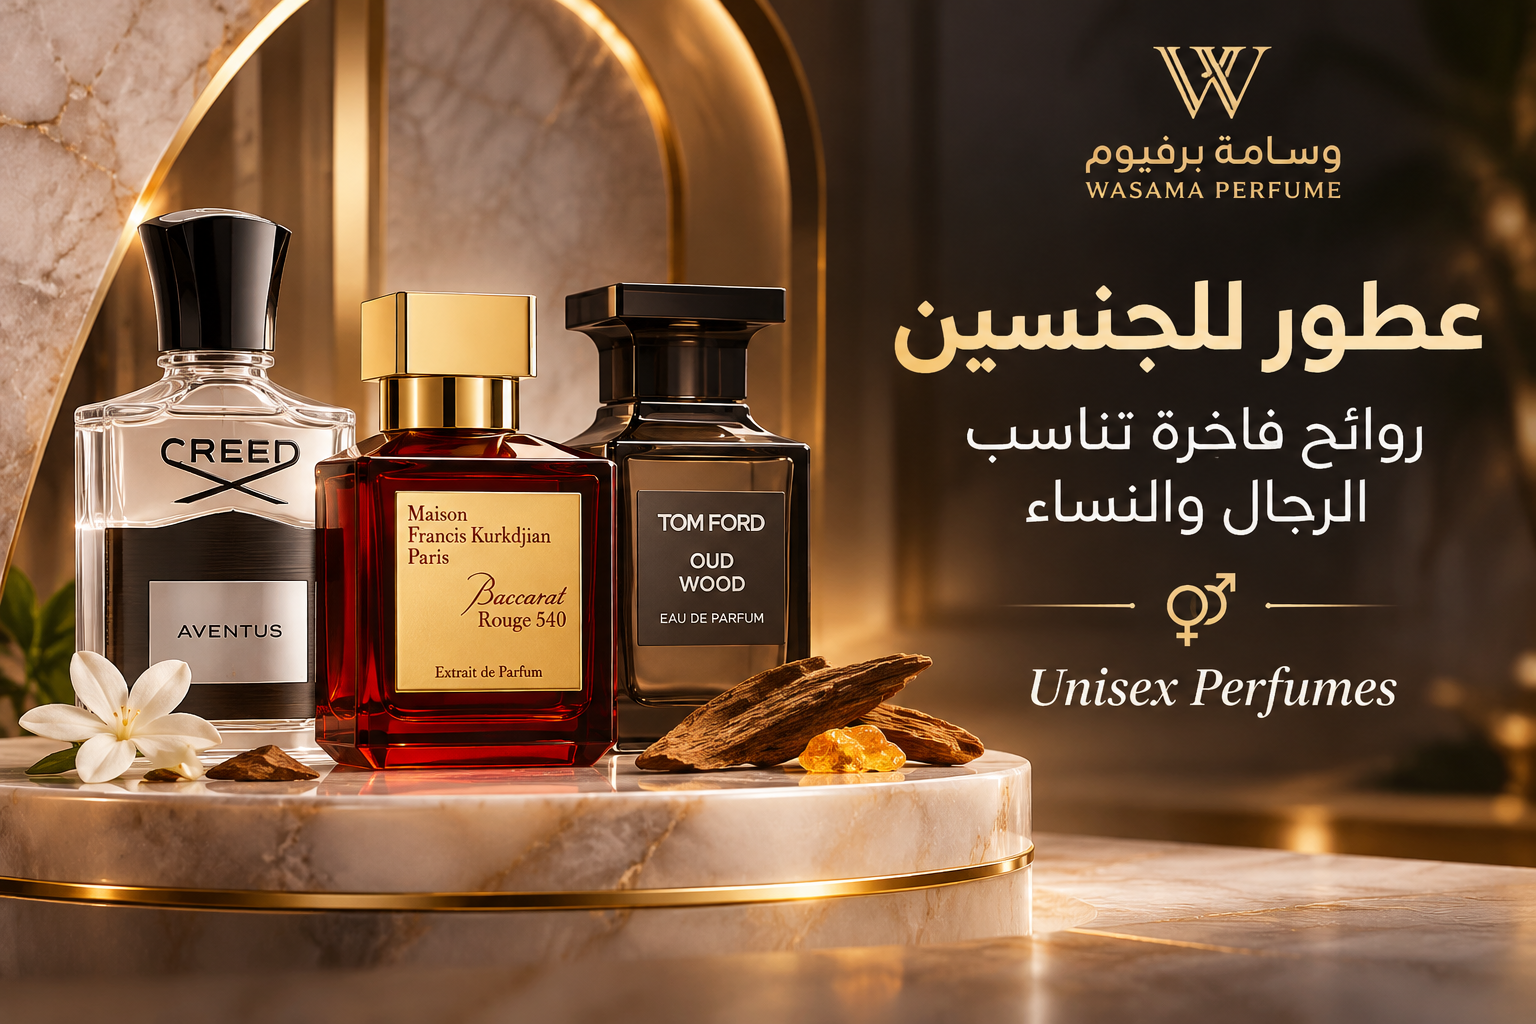 وسامة برفيوم
WASAMA PERFUME
عطور للجنسين
روائح فاخرة تناسب
الرجال والنساء
Unisex Perfumes
CREED
AVENTUS
Maison
Francis Kurkdjian
Paris
Baccarat
Rouge 540
Extrait de Parfum
TOM FORD
OUD
WOOD
EAU DE PARFUM